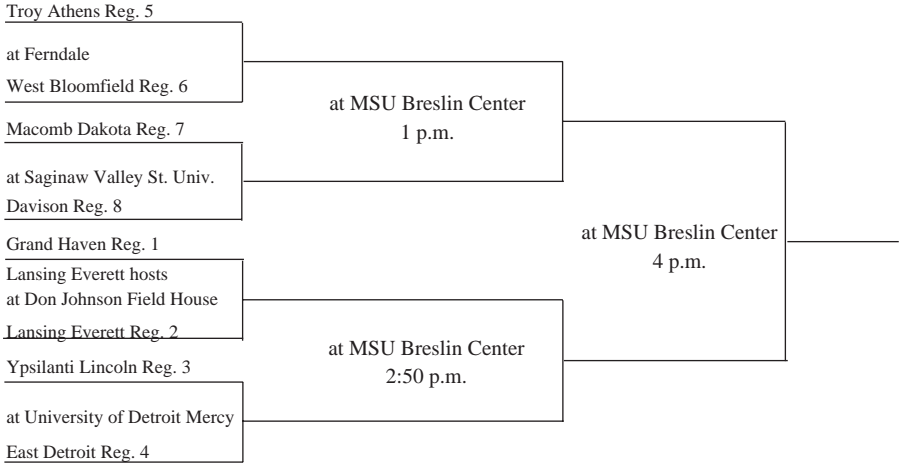 Troy Athens Reg. 5
at Ferndale
West Bloomfield Reg. 6
at MSU Breslin Center
1 p.m.
Macomb Dakota Reg. 7
at Saginaw Valley St. Univ.
Davison Reg. 8
at MSU Breslin Center
4 p.m.
Grand Haven Reg. 1
Lansing Everett hosts
at Don Johnson Field House
Lansing Everett Reg. 2
at MSU Breslin Center
2:50 p.m.
Ypsilanti Lincoln Reg. 3
at University of Detroit Mercy
East Detroit Reg. 4